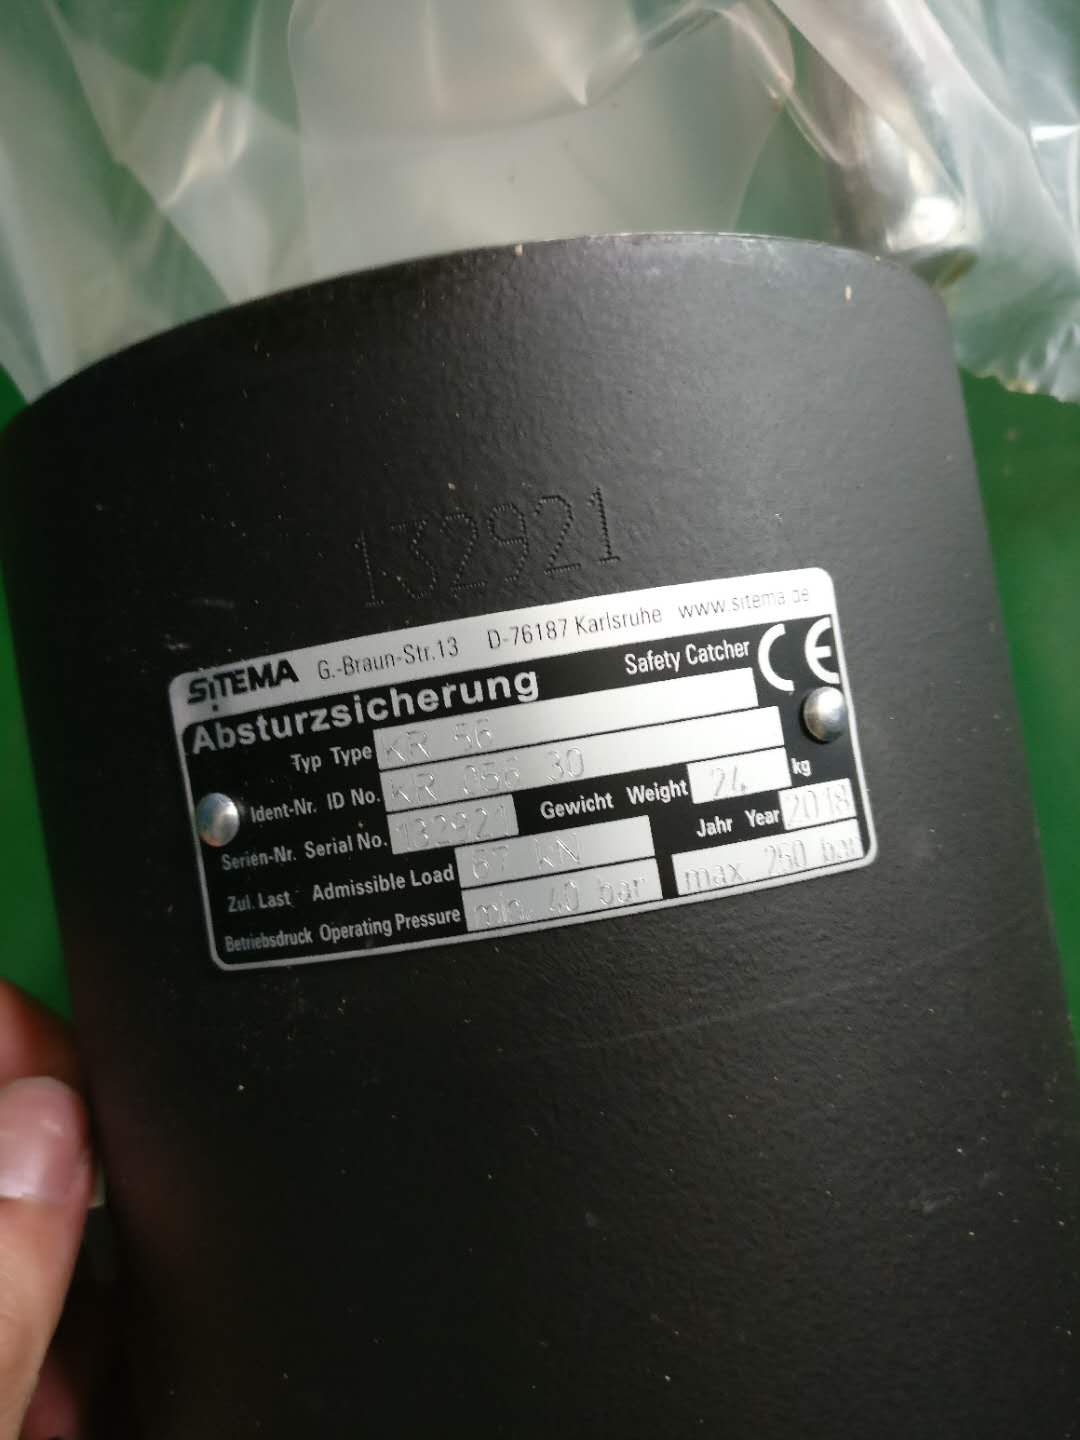 132921
SITEMA G.-Braun-Str.13 D-76187 Karlsruhe www.sitema.de
Absturzsicherung Safety Catcher CE
Typ Type KR 56
Ident-Nr. ID No. KR 056 30
Serien-Nr. Serial No. 132921 Gewicht Weight 24 kg
Zul. Last Admissible Load 67 kN Jahr Year 2018
Betriebsdruck Operating Pressure min. 40 bar max 250 bar